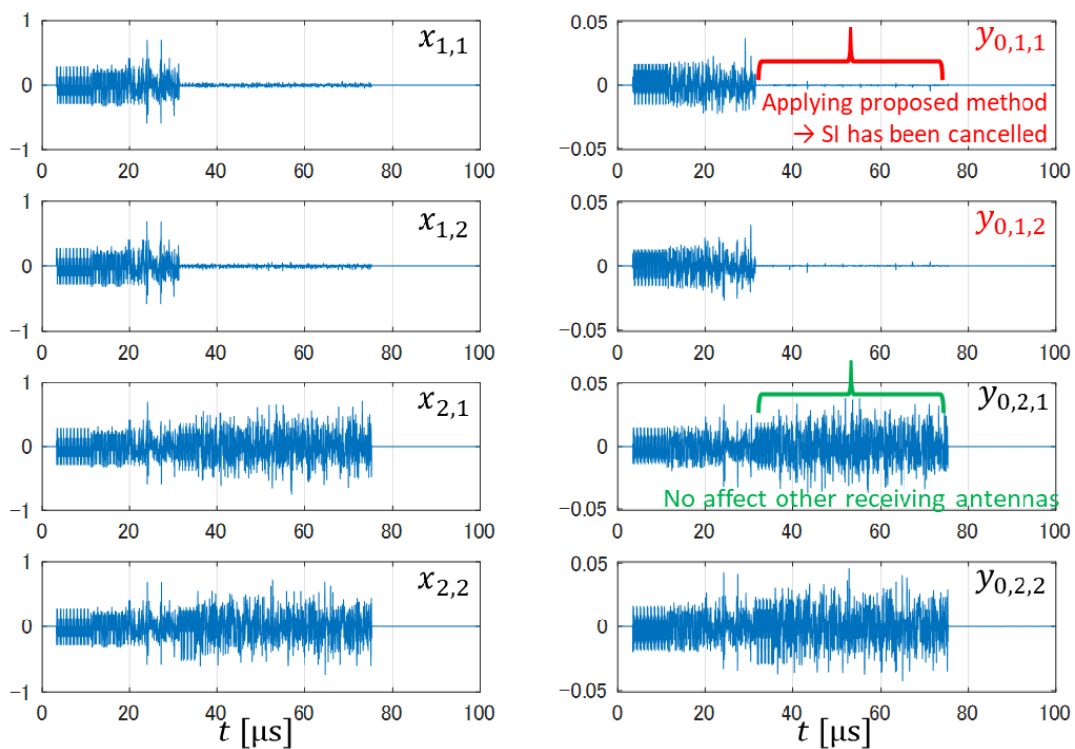 1
0
−1
0 20 40 60 80 100
x1,1
0.05
0
−0.05
0 20 40 60 80 100
y0,1,1
Applying proposed method
→ SI has been cancelled
1
0
−1
0 20 40 60 80 100
x1,2
0.05
0
−0.05
0 20 40 60 80 100
y0,1,2
1
0
−1
0 20 40 60 80 100
x2,1
0.05
0
−0.05
0 20 40 60 80 100
y0,2,1
No affect other receiving antennas
1
0
−1
0 20 40 60 80 100
x2,2
t [μs]
0.05
0
−0.05
0 20 40 60 80 100
y0,2,2
t [μs]